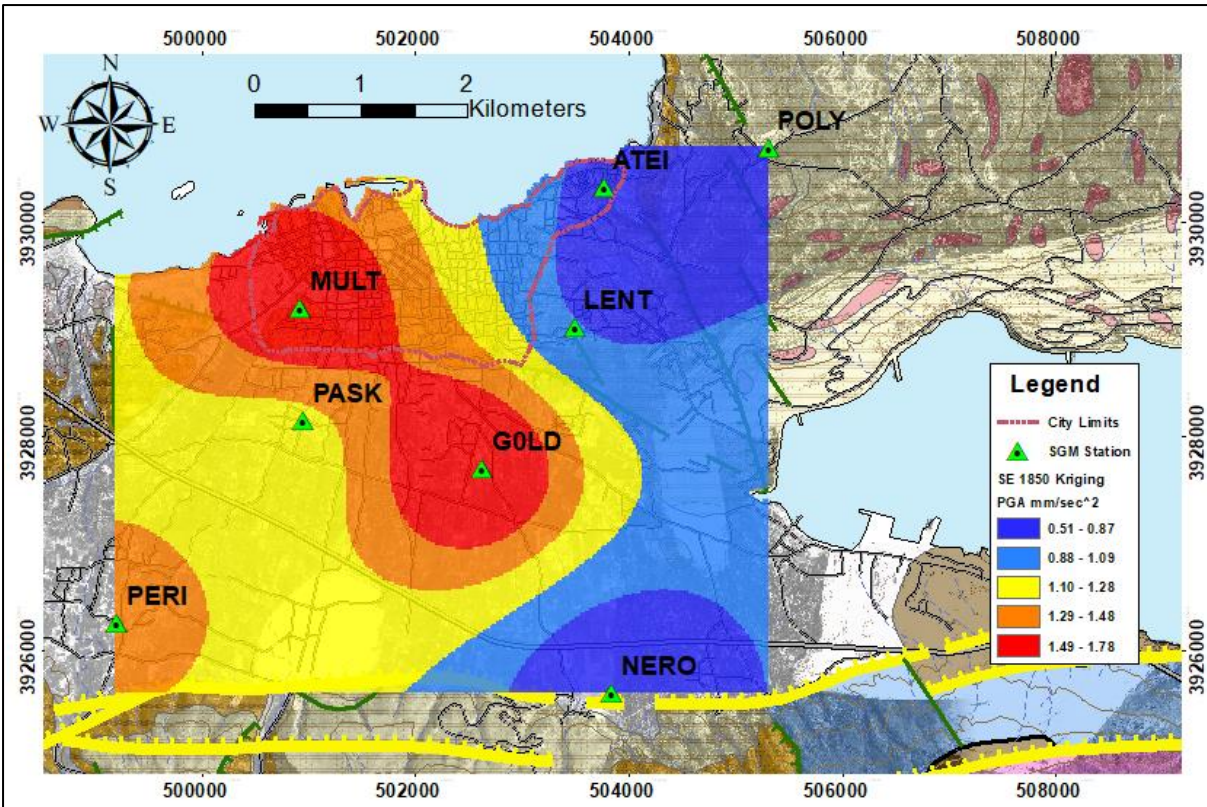 500000 502000 504000 506000 508000
N
W E
S
0 1 2
Kilometers
POLY
ATEI
3930000 3930000
MULT
LENT
PASK
G0LD
3928000 3928000
PERI
NERO
3926000 3926000
Legend
City Limits
SGM Station
SE 1850 Kriging
PGA mm/sec^2
0.51 - 0.87
0.88 - 1.09
1.10 - 1.28
1.29 - 1.48
1.49 - 1.78
500000 502000 504000 506000 508000